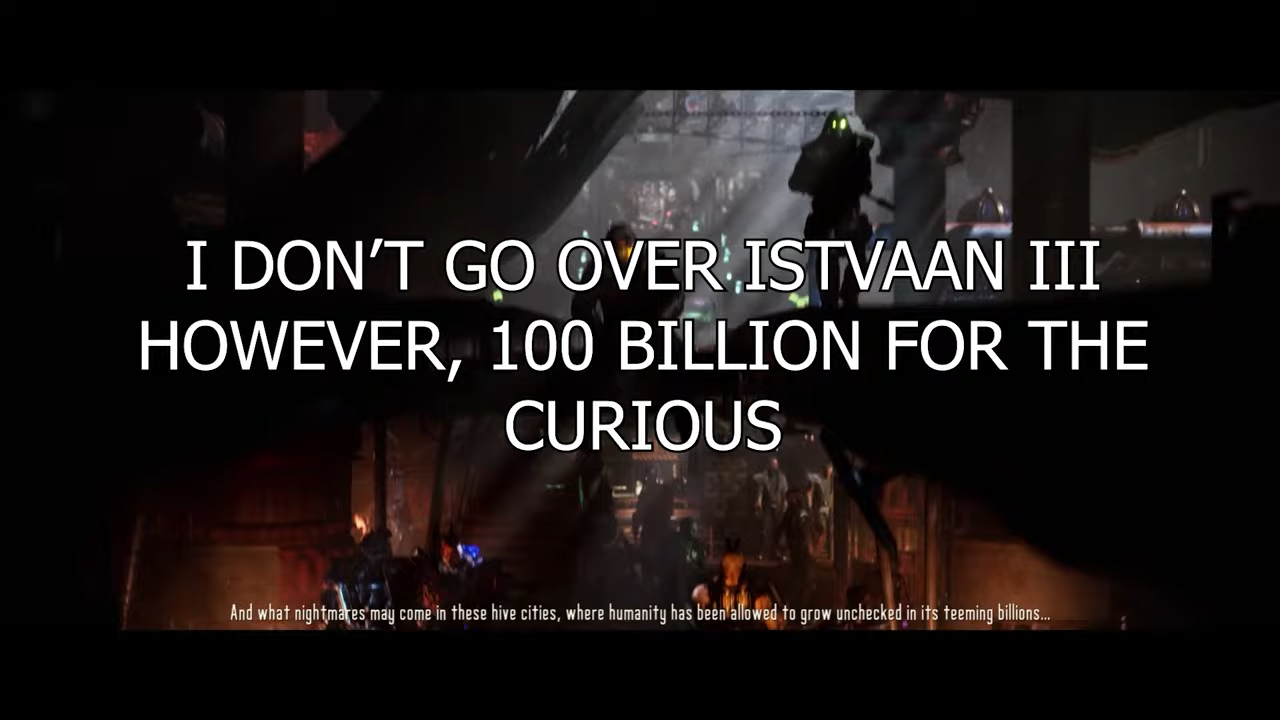 I DON’T GO OVER ISTVAAN III
HOWEVER, 100 BILLION FOR THE
CURIOUS
And what nightmares may come in these hive cities, where humanity has been allowed to grow unchecked in its teeming billions...